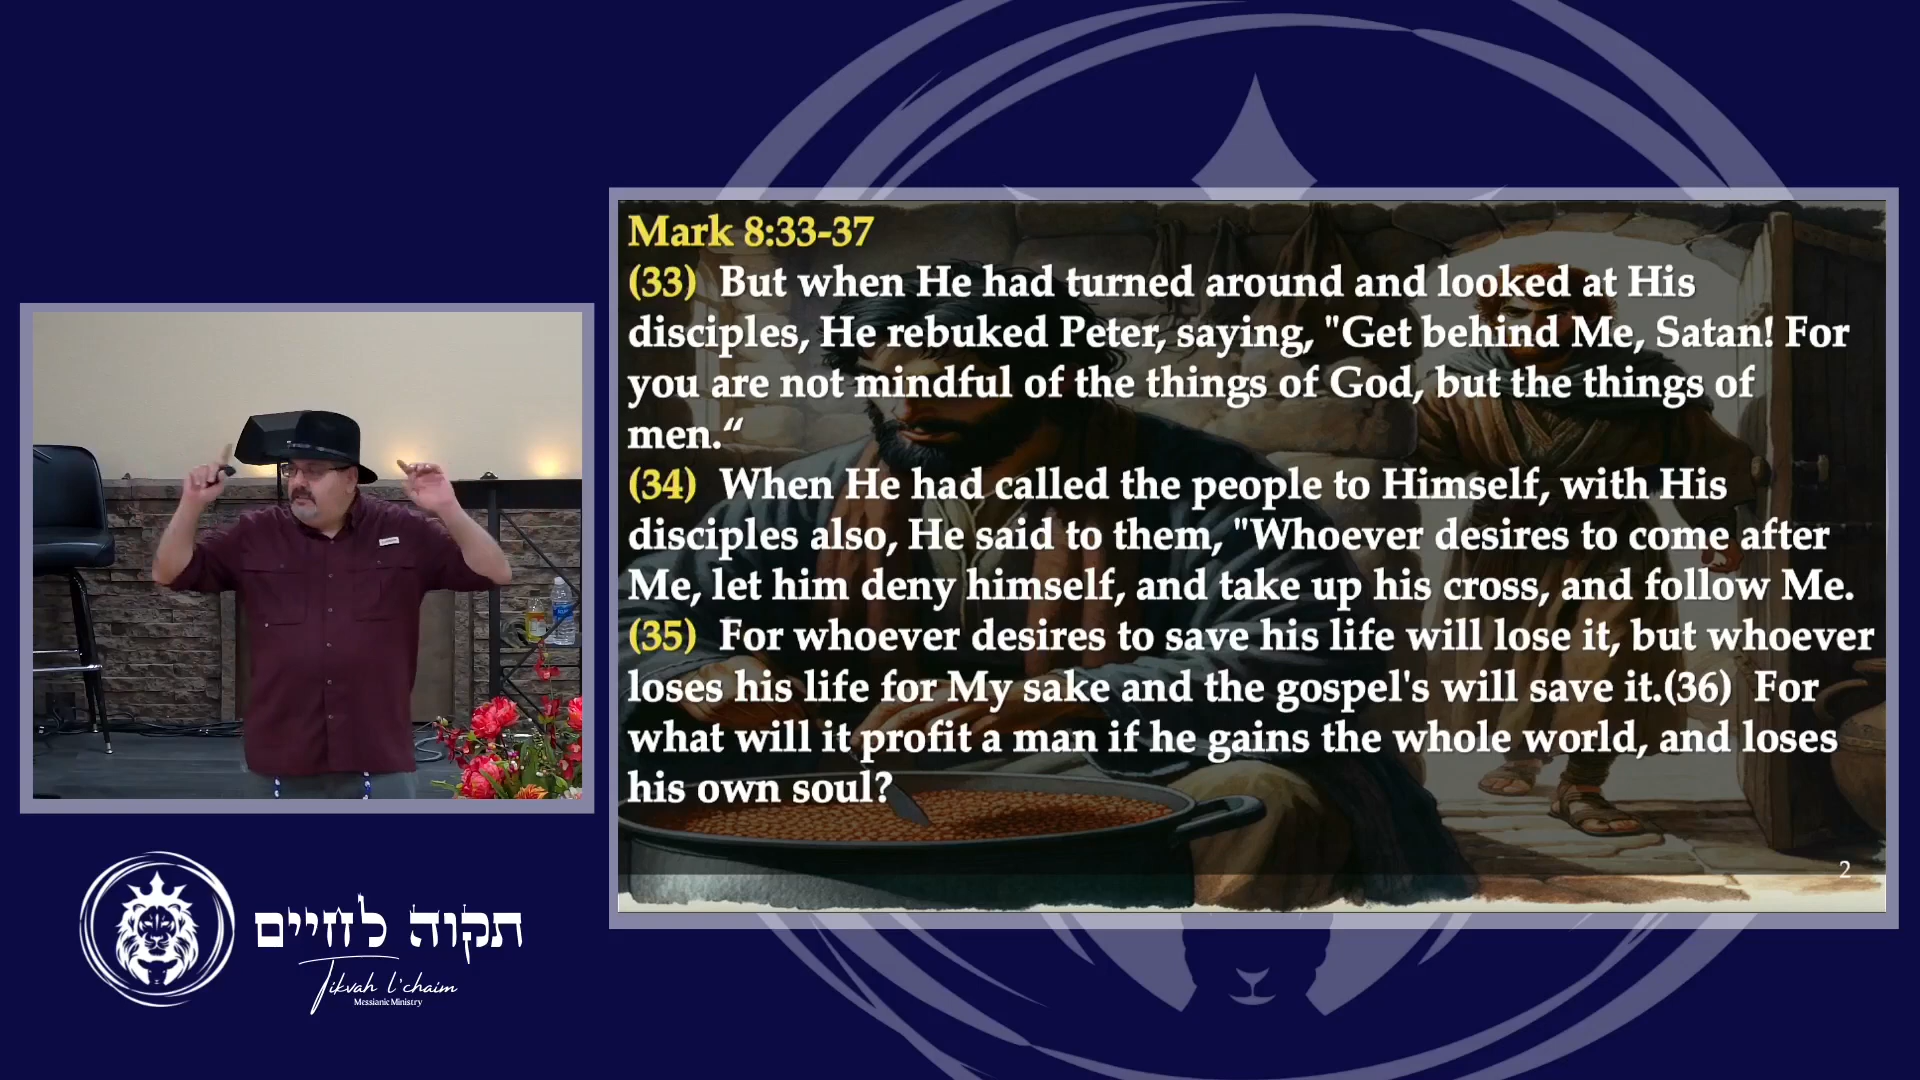 Mark 8:33-37
(33)  But when He had turned around and looked at His
disciples, He rebuked Peter, saying, "Get behind Me, Satan! For
you are not mindful of the things of God, but the things of
men.“
(34)  When He had called the people to Himself, with His
disciples also, He said to them, "Whoever desires to come after
Me, let him deny himself, and take up his cross, and follow Me.
(35)  For whoever desires to save his life will lose it, but whoever
loses his life for My sake and the gospel's will save it.(36)  For
what will it profit a man if he gains the whole world, and loses
his own soul?
2
תקוה לחיים
Tikvah l'chaim
Messianic Ministry